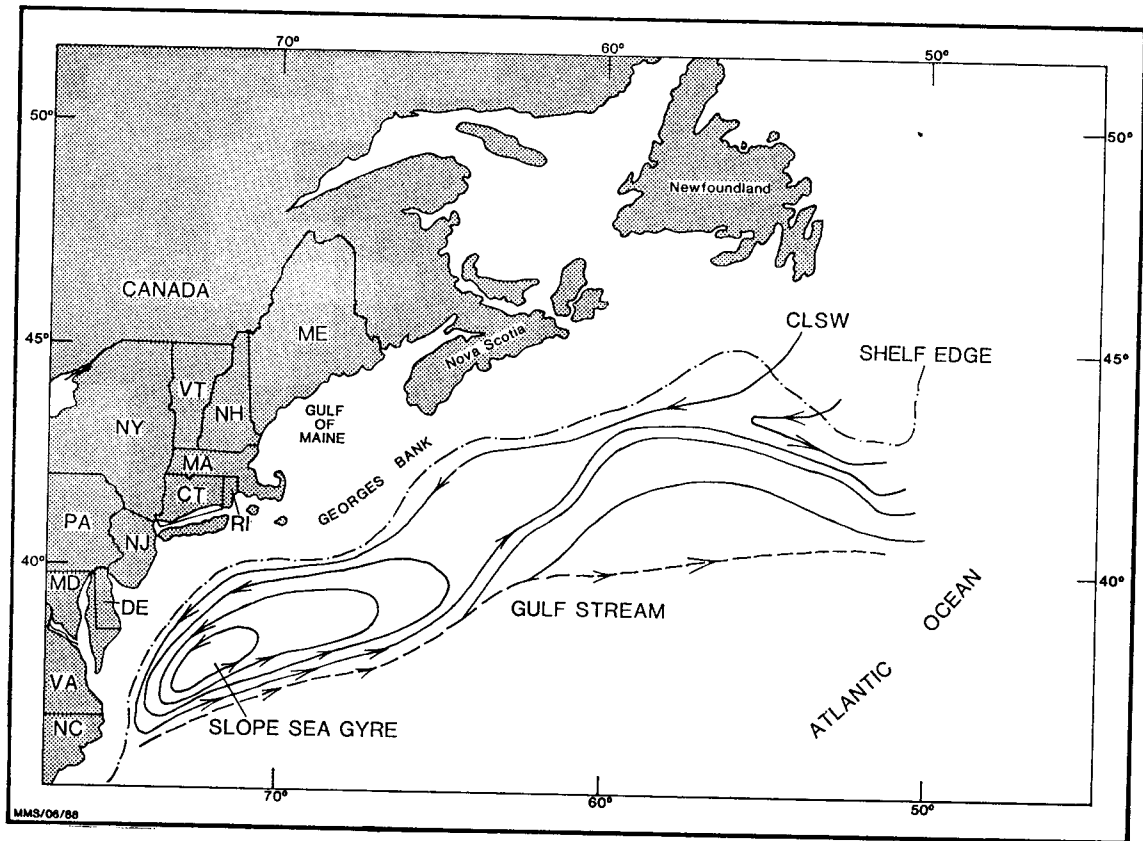 70°
60°
50°
50°
50°
Newfoundland
CANADA
ME
Nova Scotia
CLSW
45°
SHELF EDGE
45°
VT
NH
GULF
OF
MAINE
NY
MA
GEORGES BANK
CT
RI
PA
NJ
40°
40°
MD
DE
GULF STREAM
ATLANTIC OCEAN
VA
SLOPE SEA GYRE
NC
70°
60°
50°
MMS/06/88